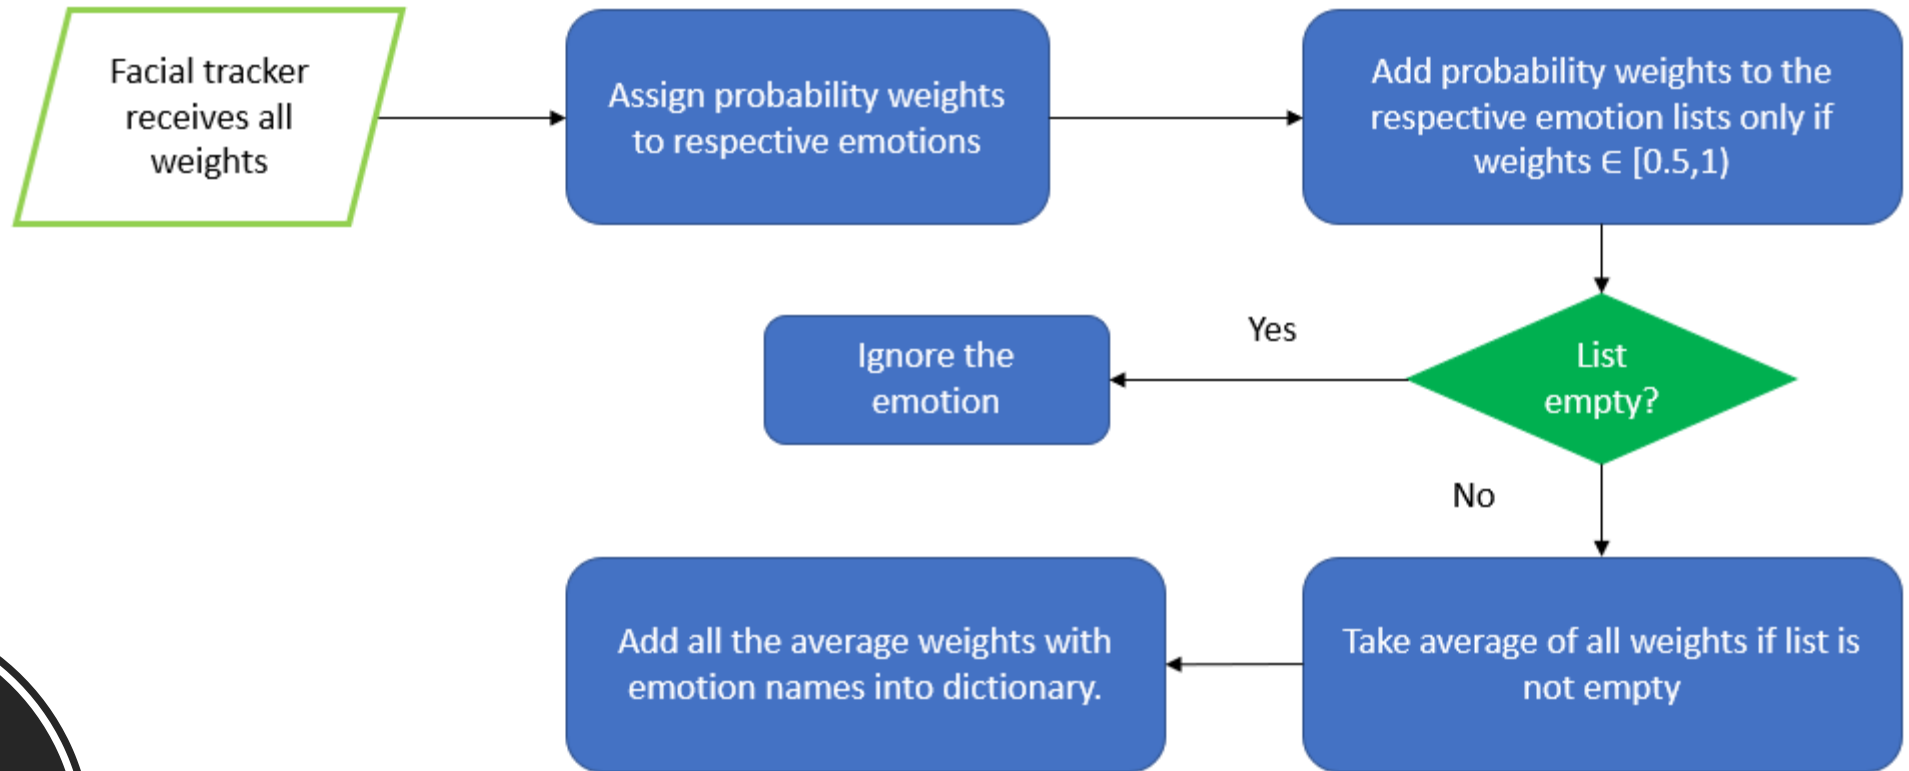 Facial tracker
receives all
weights
Assign probability weights
to respective emotions
Add probability weights to the
respective emotion lists only if
weights ∈ [0.5,1)
List
empty?
Yes
Ignore the
emotion
No
Take average of all weights if list is
not empty
Add all the average weights with
emotion names into dictionary.